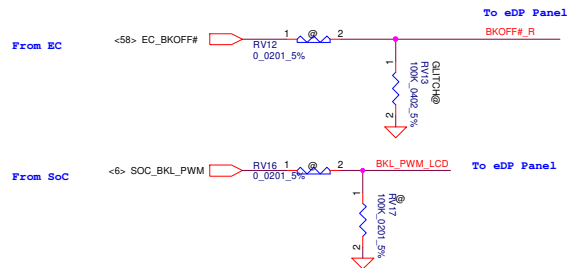 To eDP Panel
From EC
<58> EC_BKOFF#
1
@
2
BKOFF#_R
RV12
0_0201_5%
1
GLITCH@
RV13
100K_0402_5%
2
From SoC
<6> SOC_BKL_PWM
RV16
1
@
2
BKL_PWM_LCD
To eDP Panel
0_0201_5%
1
@
RV17
100K_0201_5%
2